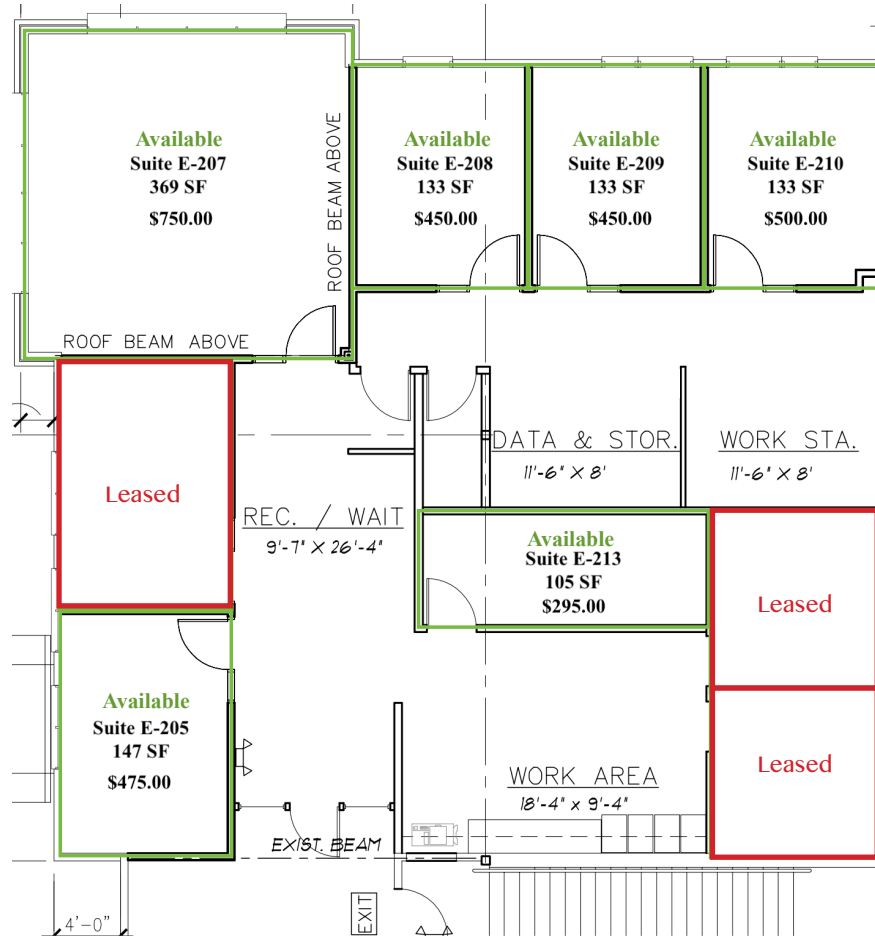 Available
Suite E-207
369 SF
$750.00
ROOF BEAM ABOVE
ROOF BEAM ABOVE
Available
Suite E-208
133 SF
$450.00
Available
Suite E-209
133 SF
$450.00
Available
Suite E-210
133 SF
$500.00
Leased
REC. / WAIT
9'-7" X 26'-4"
DATA & STOR.
11'-6" X 8'
WORK STA.
11'-6" X 8'
Available
Suite E-213
105 SF
$295.00
Leased
Leased
Available
Suite E-205
147 SF
$475.00
WORK AREA
18'-4" x 9'-4"
EXIST. BEAM
EXIT
4'-0"